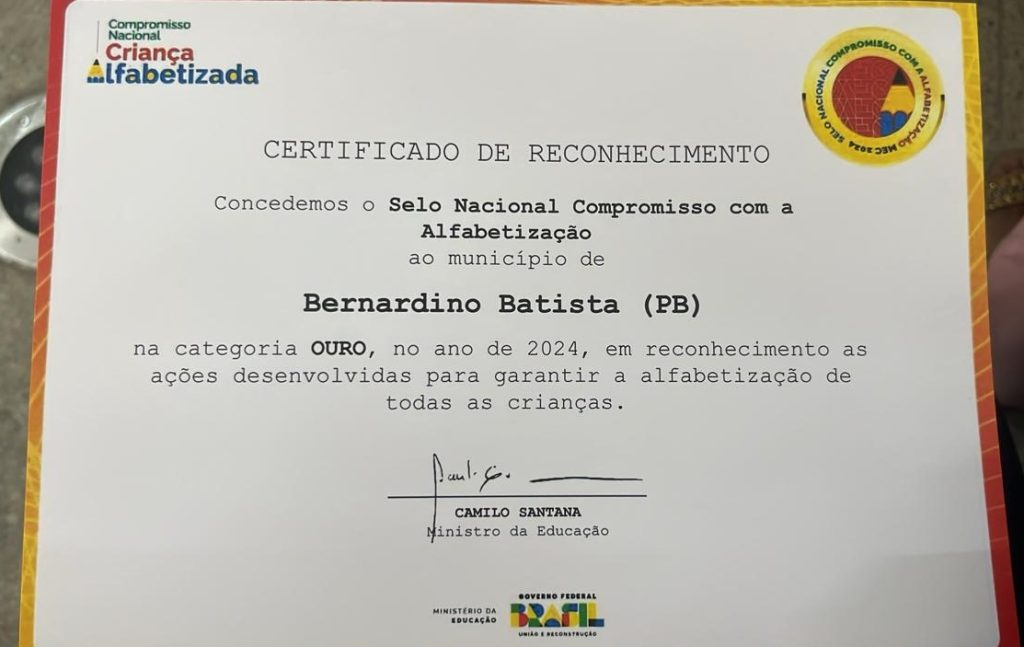 Compromisso
Nacional
Criança
Alfabetizada
SELO NACIONAL COMPROMISSO COM A ALFABETIZAÇÃO MEC 2024
CERTIFICADO DE RECONHECIMENTO
Concedemos o Selo Nacional Compromisso com a
Alfabetização
ao município de
Bernardino Batista (PB)
na categoria OURO, no ano de 2024, em reconhecimento as
ações desenvolvidas para garantir a alfabetização de
todas as crianças.
CAMILO SANTANA
Ministro da Educação
MINISTÉRIO DA
EDUCAÇÃO
GOVERNO FEDERAL
BRASIL
UNIÃO E RECONSTRUÇÃO